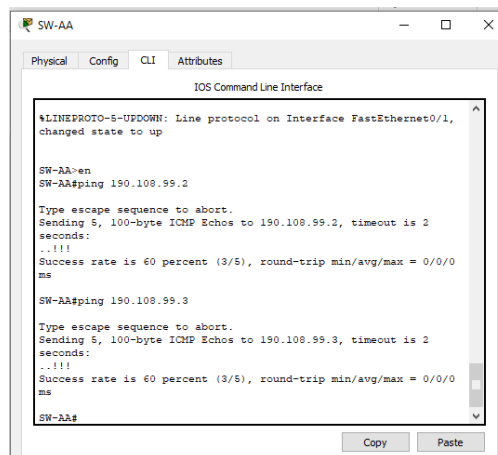 SW-AA
Physical Config CLI Attributes
IOS Command Line Interface
%LINEPROTO-5-UPDOWN: Line protocol on Interface FastEthernet0/1,
changed state to up
SW-AA>en
SW-AA#ping 190.108.99.2
Type escape sequence to abort.
Sending 5, 100-byte ICMP Echos to 190.108.99.2, timeout is 2
seconds:
..!!!
Success rate is 60 percent (3/5), round-trip min/avg/max = 0/0/0
ms
SW-AA#ping 190.108.99.3
Type escape sequence to abort.
Sending 5, 100-byte ICMP Echos to 190.108.99.3, timeout is 2
seconds:
..!!!
Success rate is 60 percent (3/5), round-trip min/avg/max = 0/0/0
ms
SW-AA#
Copy Paste